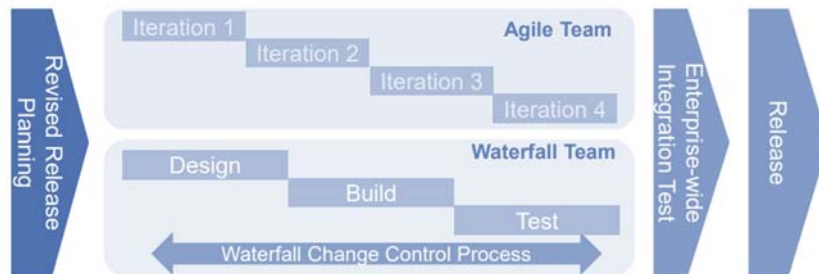 Revised Release
Planning
Iteration 1
Iteration 2
Iteration 3
Iteration 4
Agile Team
Waterfall Team
Design
Build
Test
Waterfall Change Control Process
Enterprise-wide
Integration Test
Release